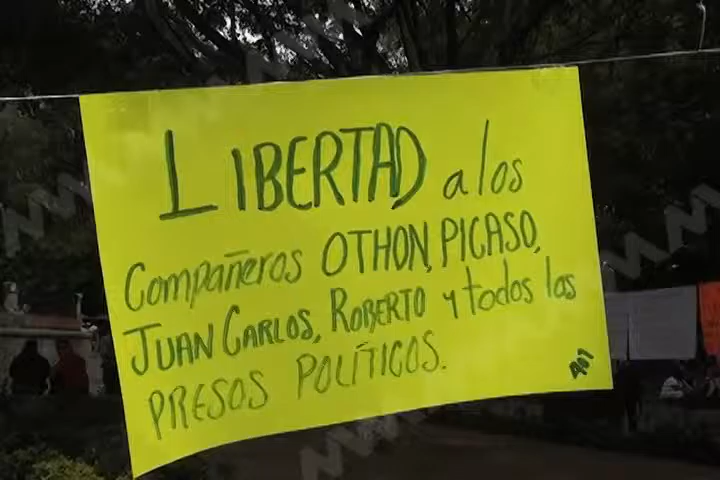 LIBERTAD a los
Compañeros OTHON, PICASO,
JUAN CARLOS, ROBERTO y todos los
PRESOS POLÍTICOS.